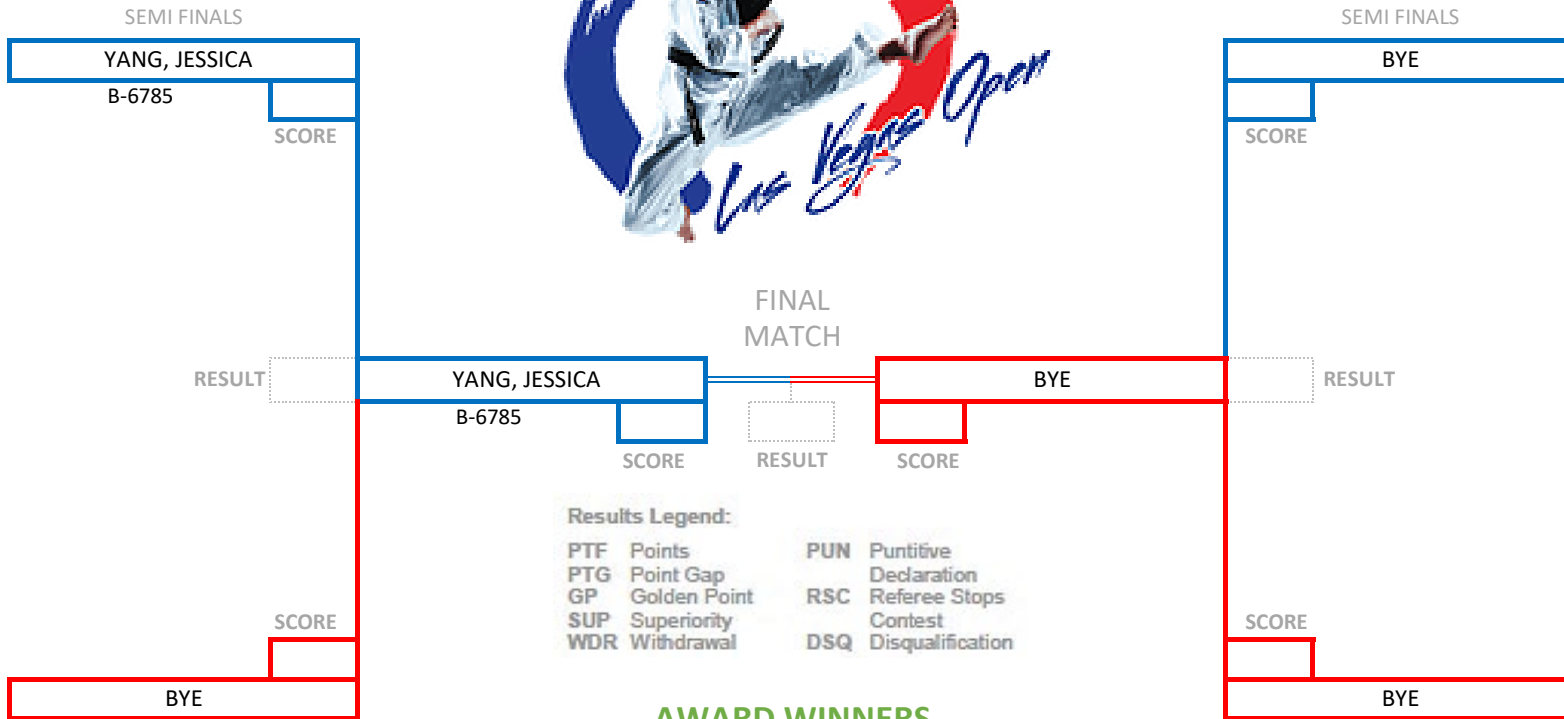 SEMI FINALS
SEMI FINALS
YANG, JESSICA
BYE
B-6785
SCORE
SCORE
Las Vegas Open
FINAL
MATCH
RESULT
YANG, JESSICA
BYE
RESULT
B-6785
SCORE
RESULT
SCORE
Results Legend:
PTF Points
PTG Point Gap
GP Golden Point
SUP Superiority
WDR Withdrawal
PUN Puntitive
Declaration
RSC Referee Stops
Contest
DSQ Disqualification
SCORE
SCORE
BYE
BYE
AWARD WINNERS